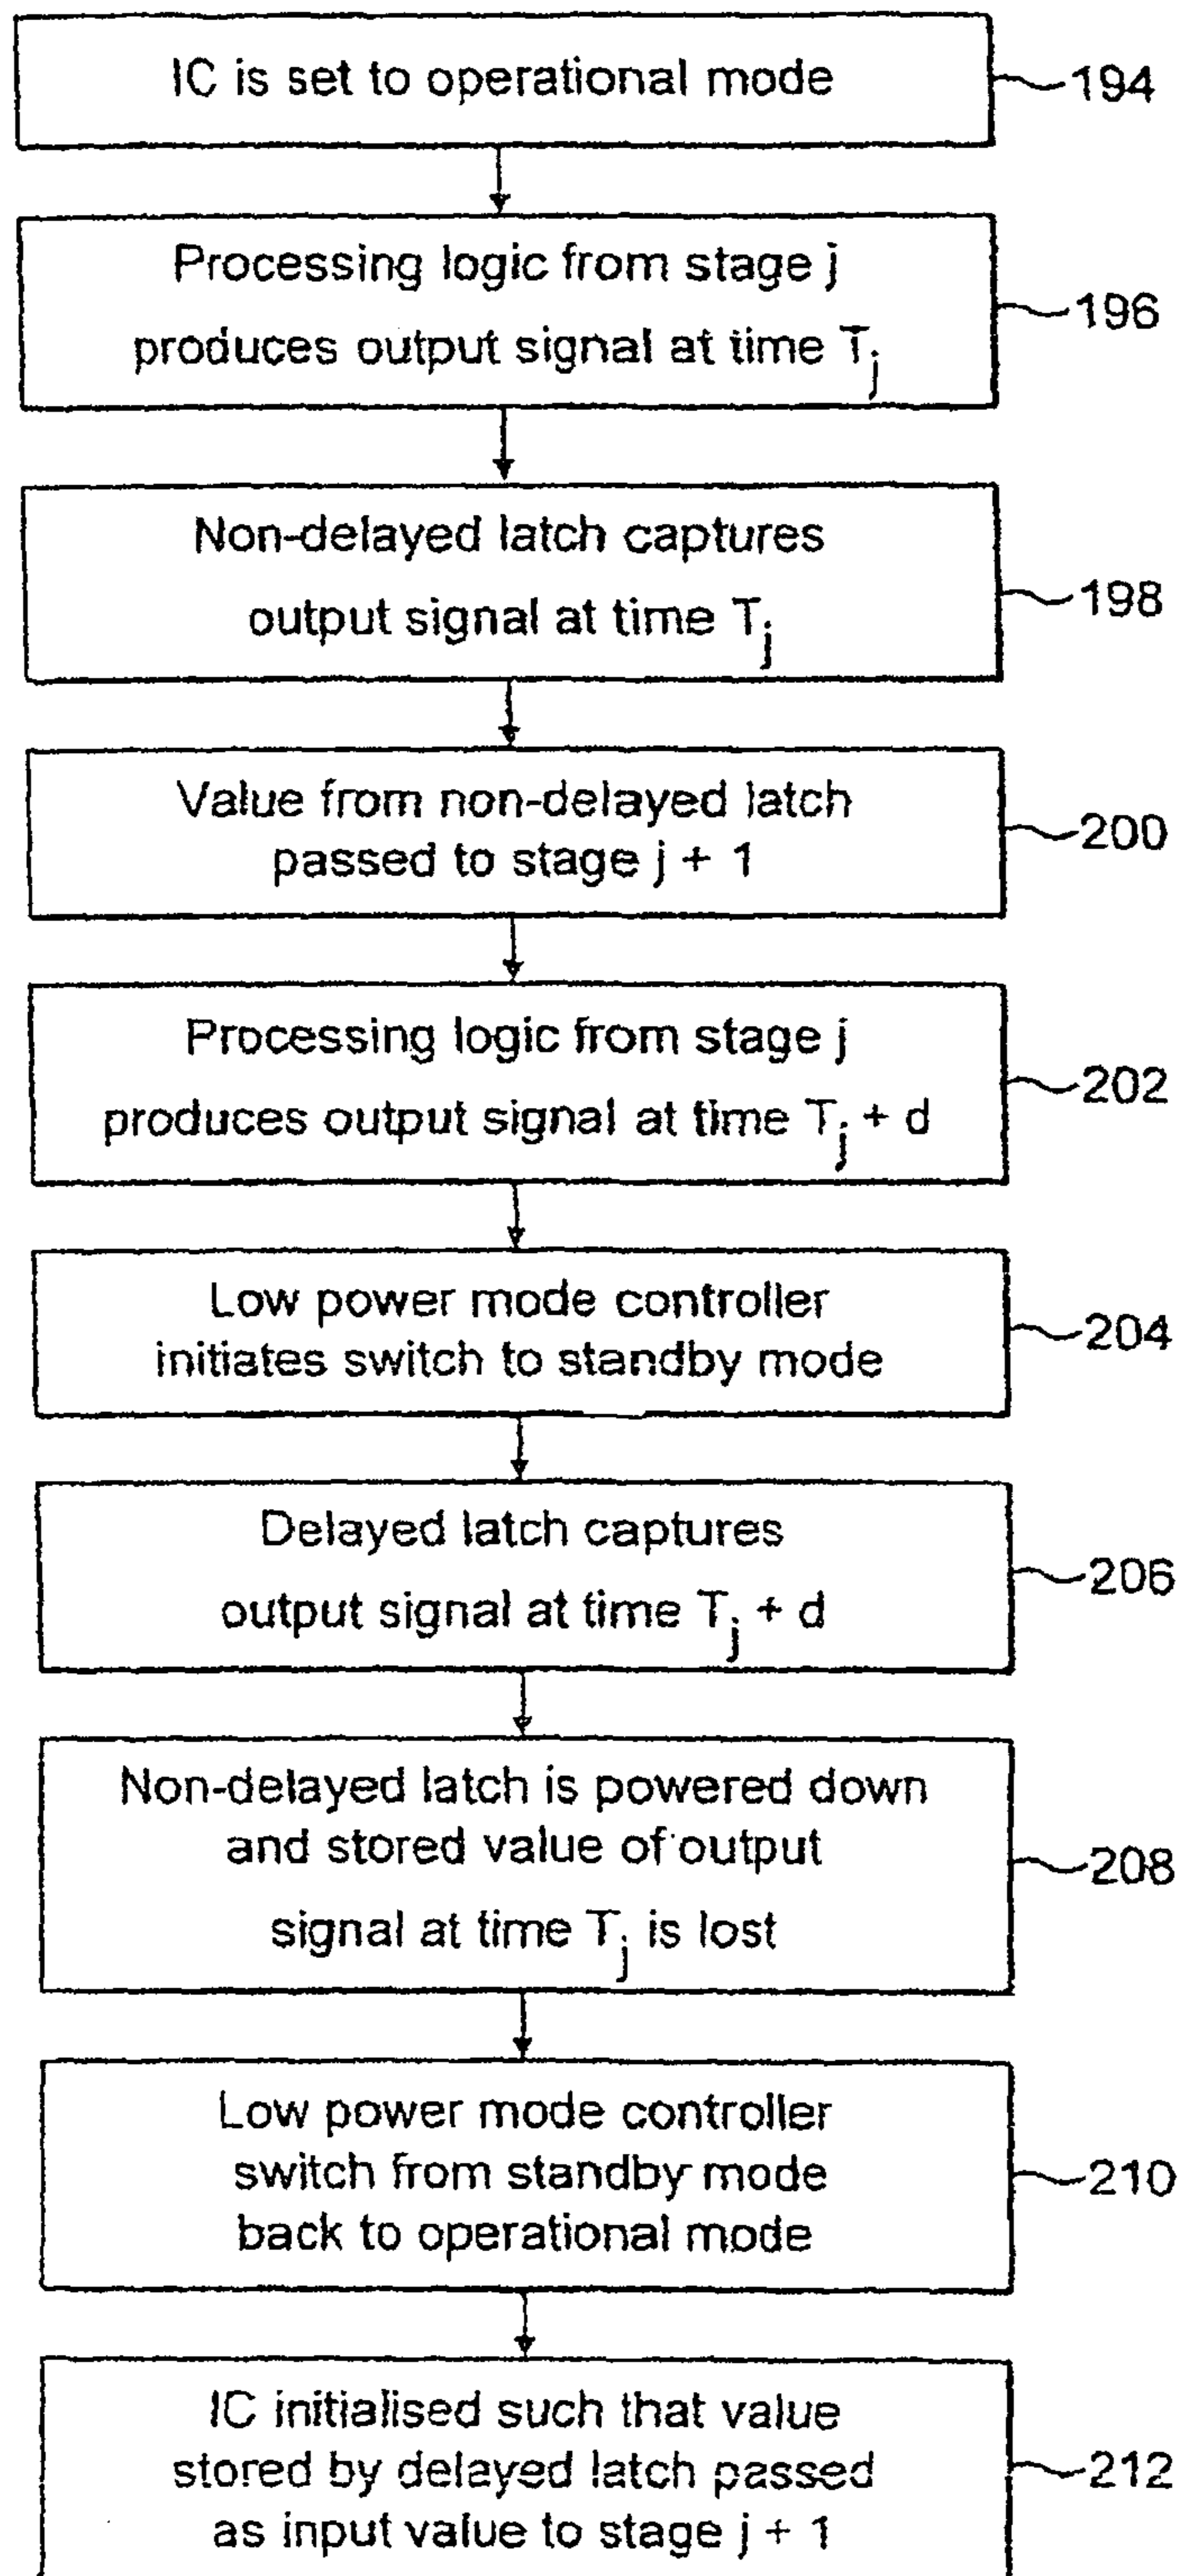 IC is set to operational mode
194
Processing logic from stage j
produces output signal at time Tj
196
Non-delayed latch captures
output signal at time Tj
198
Value from non-delayed latch
passed to stage j + 1
200
Processing logic from stage j
produces output signal at time Tj + d
202
Low power mode controller
initiates switch to standby mode
204
Delayed latch captures
output signal at time Tj + d
206
Non-delayed latch is powered down
and stored value of output
signal at time Tj is lost
208
Low power mode controller
switch from standby mode
back to operational mode
210
IC initialised such that value
stored by delayed latch passed
as input value to stage j + 1
212